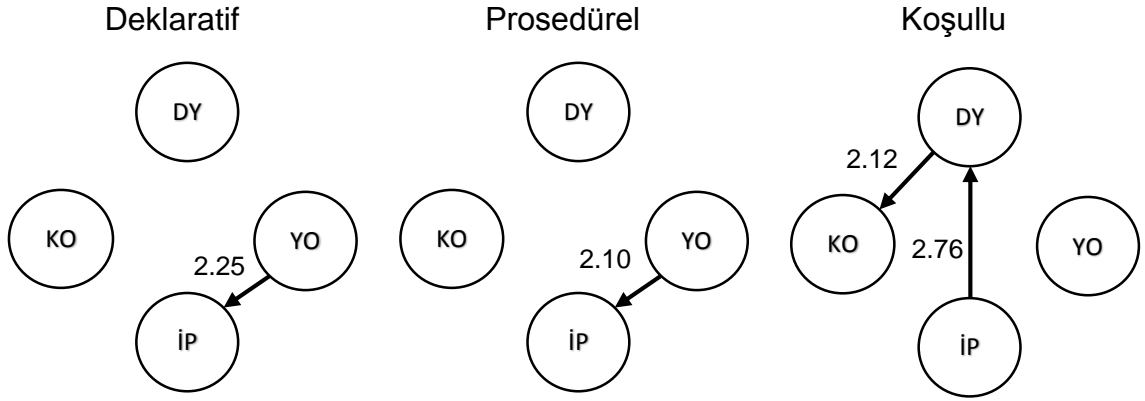 Deklaratif
DY
KO
YO
2.25
İP
Prosedürel
DY
KO
YO
2.10
İP
Koşullu
DY
2.12
KO
2.76
YO
İP